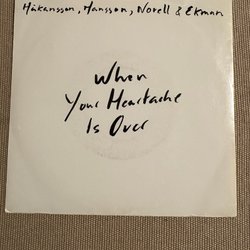 Håkansson, Hansson, Norell & Ekman
When
Your Heartache
Is Over